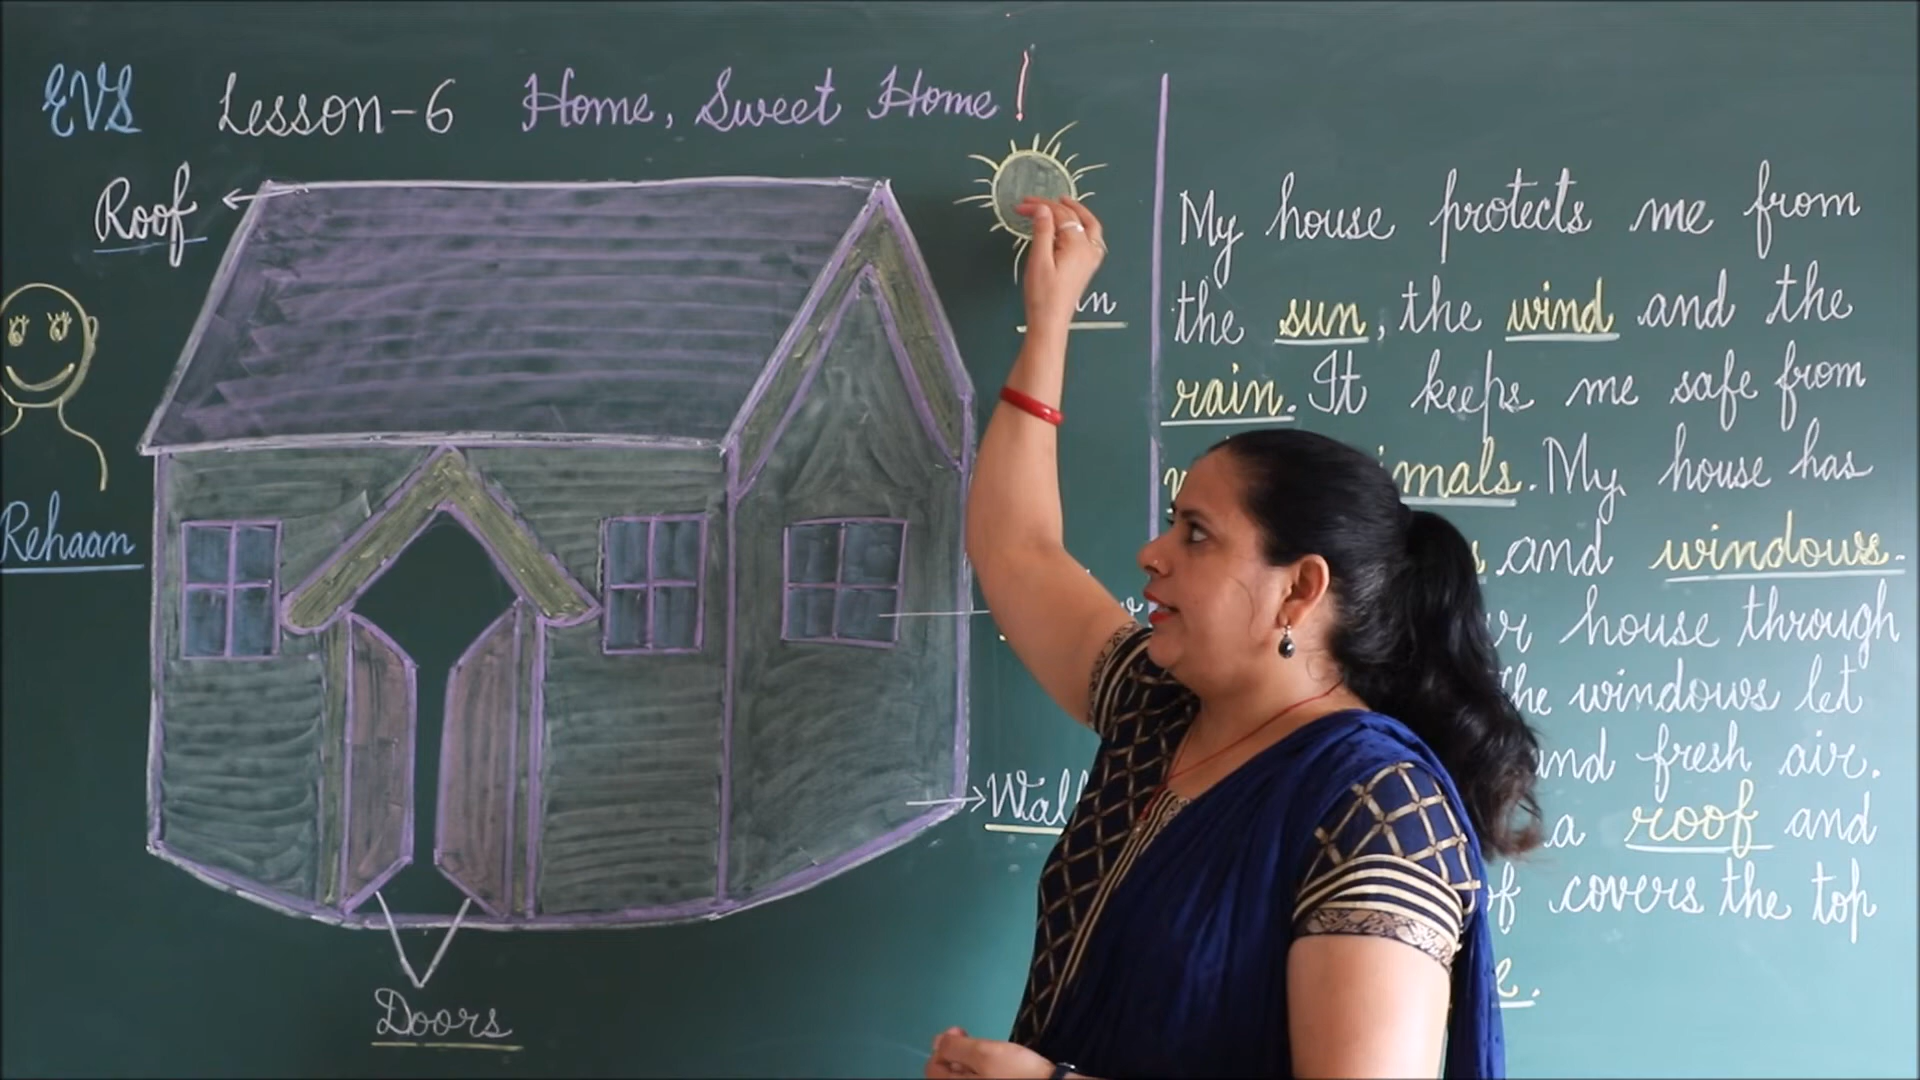 EVS Lesson-6 Home, Sweet Home!
Roof
Rehaan
Doors
My house protects me from
the sun, the wind and the
rain. It keeps me safe from
My house has
and windows.
house through
The windows let
and fresh air.
a roof and
covers the top